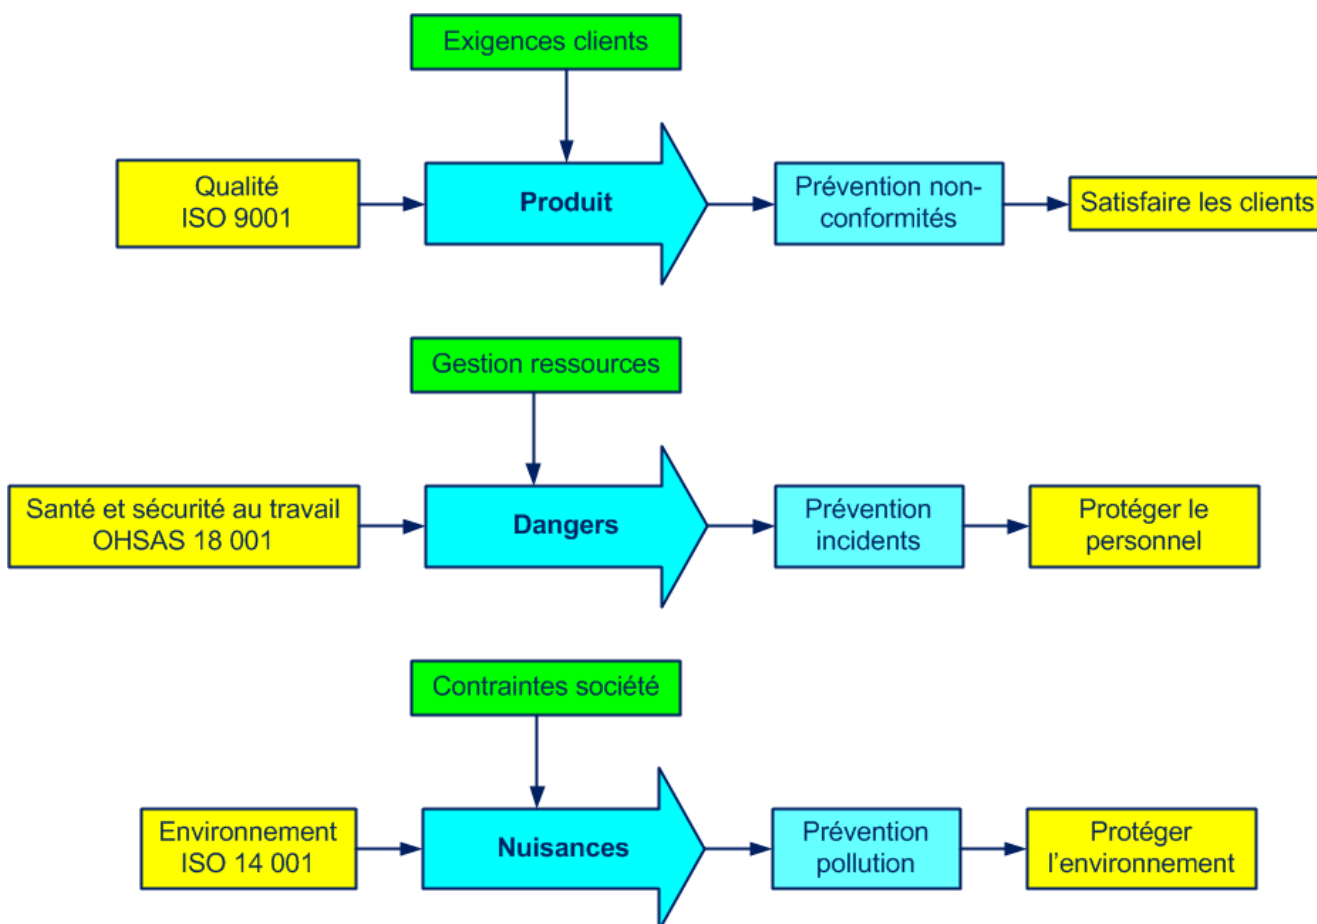 Exigences clients
Qualité
ISO 9001
Produit
Prévention non-
conformités
Satisfaire les clients
Gestion ressources
Santé et sécurité au travail
OHSAS 18 001
Dangers
Prévention
incidents
Protéger le
personnel
Contraintes société
Environnement
ISO 14 001
Nuisances
Prévention
pollution
Protéger
l’environnement